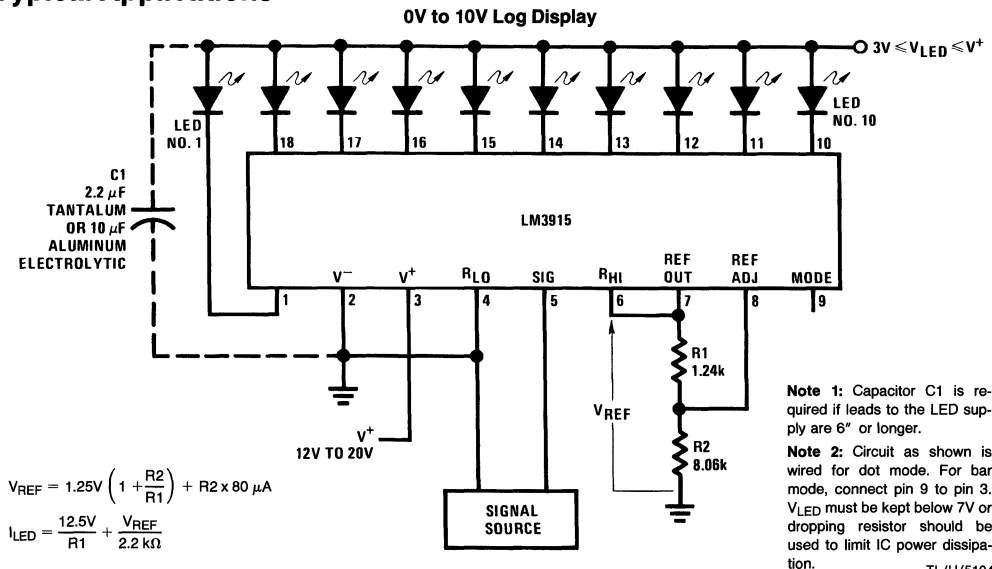 0V to 10V Log Display
3V ≤ VLED ≤ V+
LED
NO. 1
LED
NO. 10
18 17 16 15 14 13 12 11 10
C1
2.2 µF
TANTALUM
OR 10 µF
ALUMINUM
ELECTROLYTIC
LM3915
V− V+ RLO SIG RHI REF OUT REF ADJ MODE
1 2 3 4 5 6 7 8 9
R1
1.24k
VREF
R2
8.06k
V+
12V TO 20V
SIGNAL
SOURCE
VREF = 1.25V (1 + R2/R1) + R2 x 80 µA
ILED = 12.5V/R1 + VREF/2.2 kΩ
Note 1: Capacitor C1 is re-
quired if leads to the LED sup-
ply are 6" or longer.
Note 2: Circuit as shown is
wired for dot mode. For bar
mode, connect pin 9 to pin 3.
VLED must be kept below 7V or
dropping resistor should be
used to limit IC power dissipa-
tion.